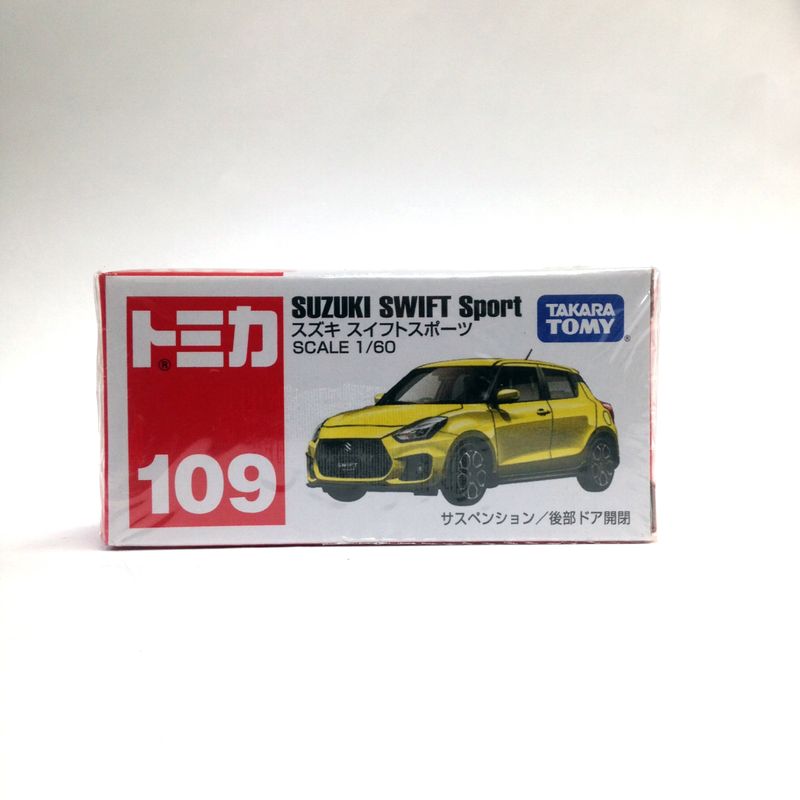 トミカ
®
109
SUZUKI SWIFT Sport
スズキ スイフトスポーツ
SCALE 1/60
TAKARA
TOMY
®
SWIFT
サスペンション/後部ドア開閉